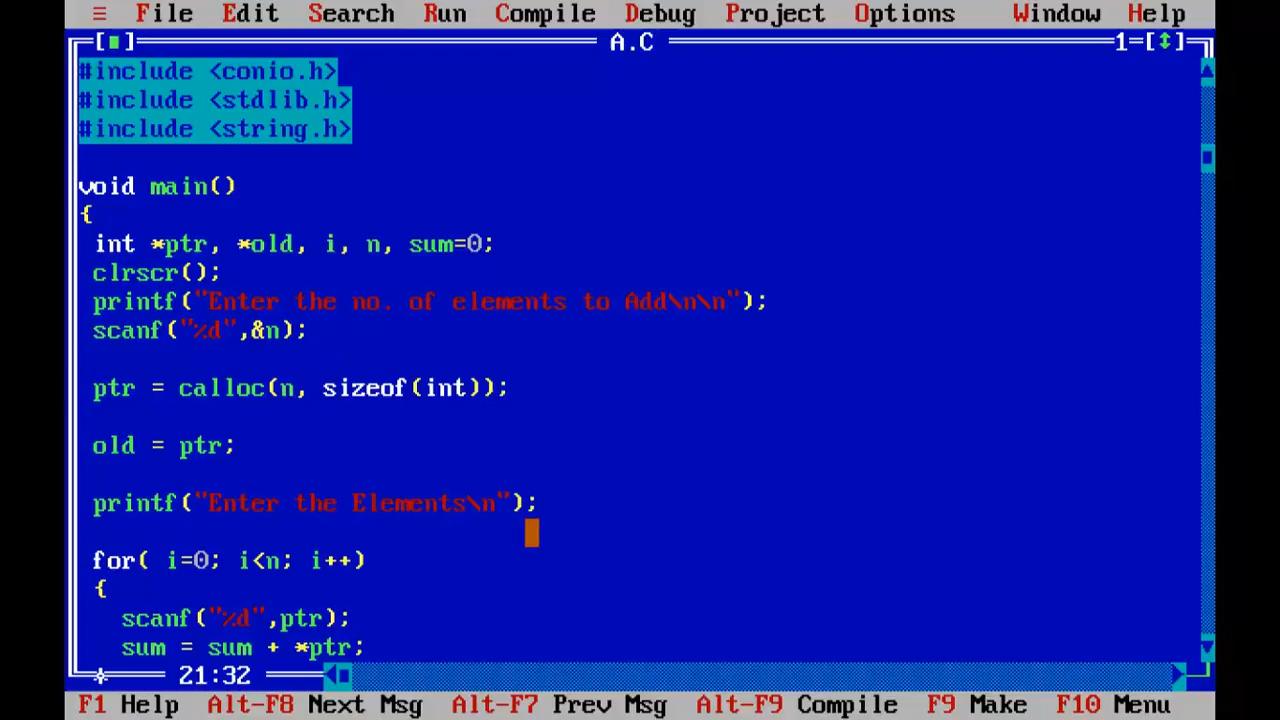 ≡ File Edit Search Run Compile Debug Project Options Window Help
A.C 1
#include <conio.h>
#include <stdlib.h>
#include <string.h>
void main()
{
int *ptr, *old, i, n, sum=0;
clrscr();
printf("Enter the no. of elements to Add\n\n");
scanf("%d",&n);
ptr = calloc(n, sizeof(int));
old = ptr;
printf("Enter the Elements\n");
for( i=0; i<n; i++)
{
scanf("%d",ptr);
sum = sum + *ptr;
21:32
F1 Help Alt-F8 Next Msg Alt-F7 Prev Msg Alt-F9 Compile F9 Make F10 Menu